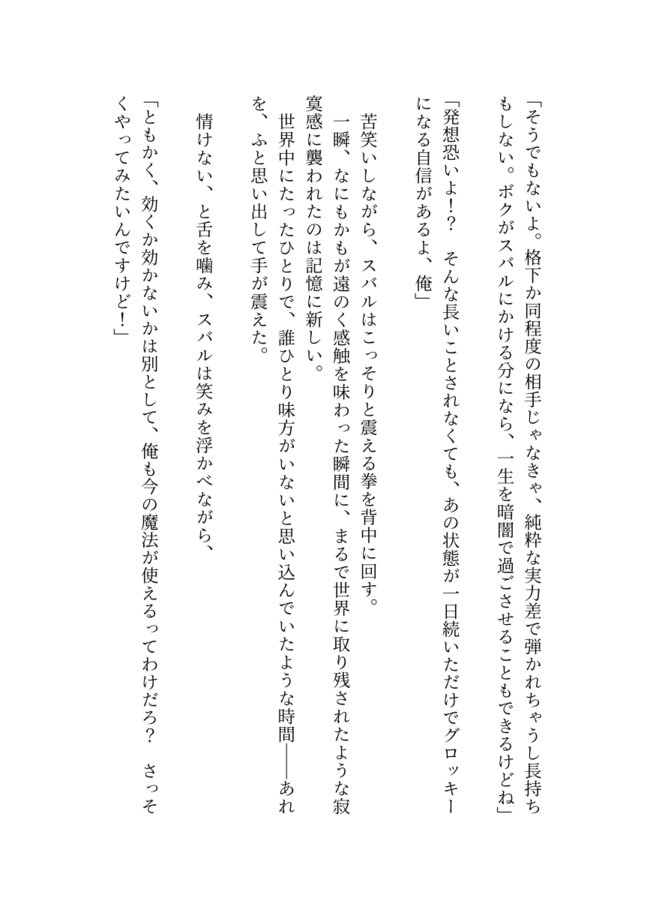 「そうでもないよ。格下か同程度の相手じゃなきゃ、純粋な実力差で弾かれちゃうし長持ち
もしない。ボクがスバルにかける分になら、一生を暗闇で過ごさせることもできるけどね」
「発想恐いよ！？　そんな長いことされなくても、あの状態が一日続いただけでグロッキー
になる自信があるよ、俺」
　苦笑いしながら、スバルはこっそりと震える拳を背中に回す。
　一瞬、なにもかもが遠のく感触を味わった瞬間に、まるで世界に取り残されたような寂
寞感に襲われたのは記憶に新しい。
　世界中にたったひとりで、誰ひとり味方がいないと思い込んでいたような時間――あれ
を、ふと思い出して手が震えた。
　情けない、と舌を噛み、スバルは笑みを浮かべながら、
「ともかく、効くか効かないかは別として、俺も今の魔法が使えるってわけだろ？　さっそ
くやってみたいんですけど！」